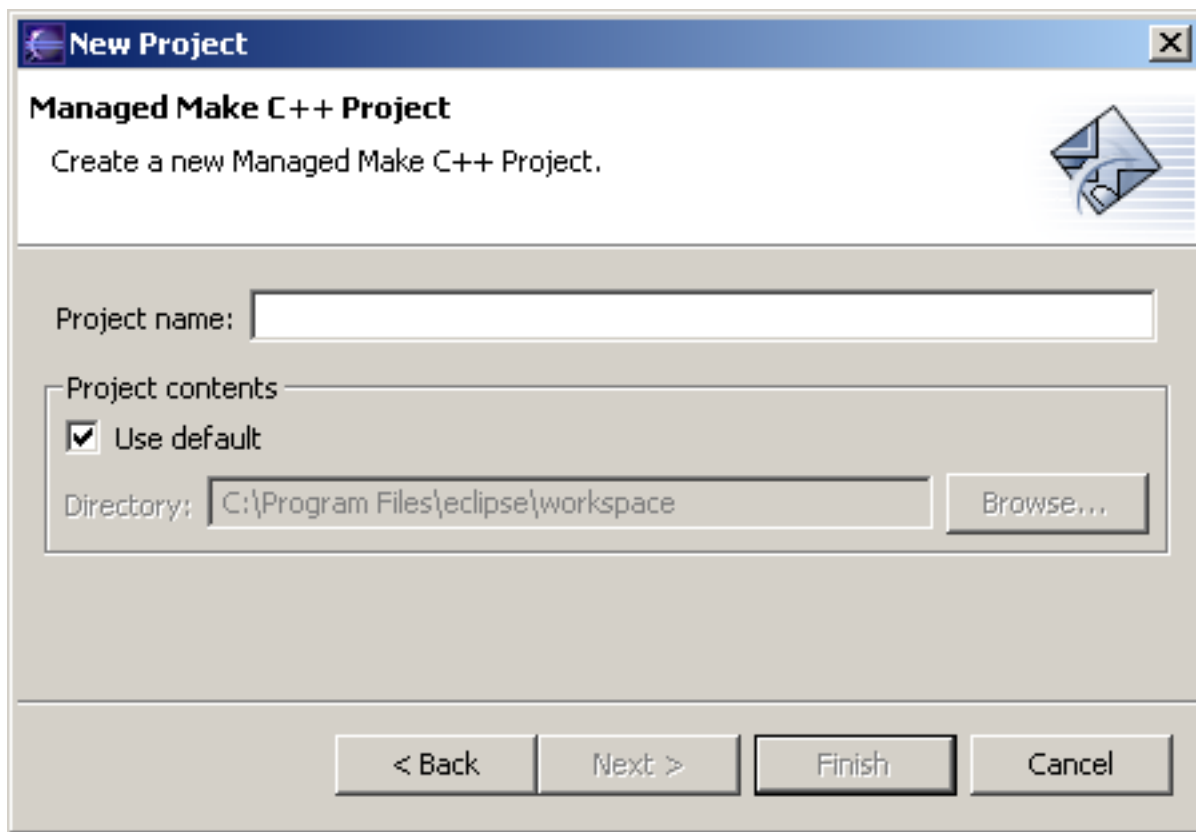 New Project
Managed Make C++ Project
Create a new Managed Make C++ Project.
Project name:
Project contents
Use default
Directory: C:\Program Files\eclipse\workspace Browse...
< Back Next > Finish Cancel